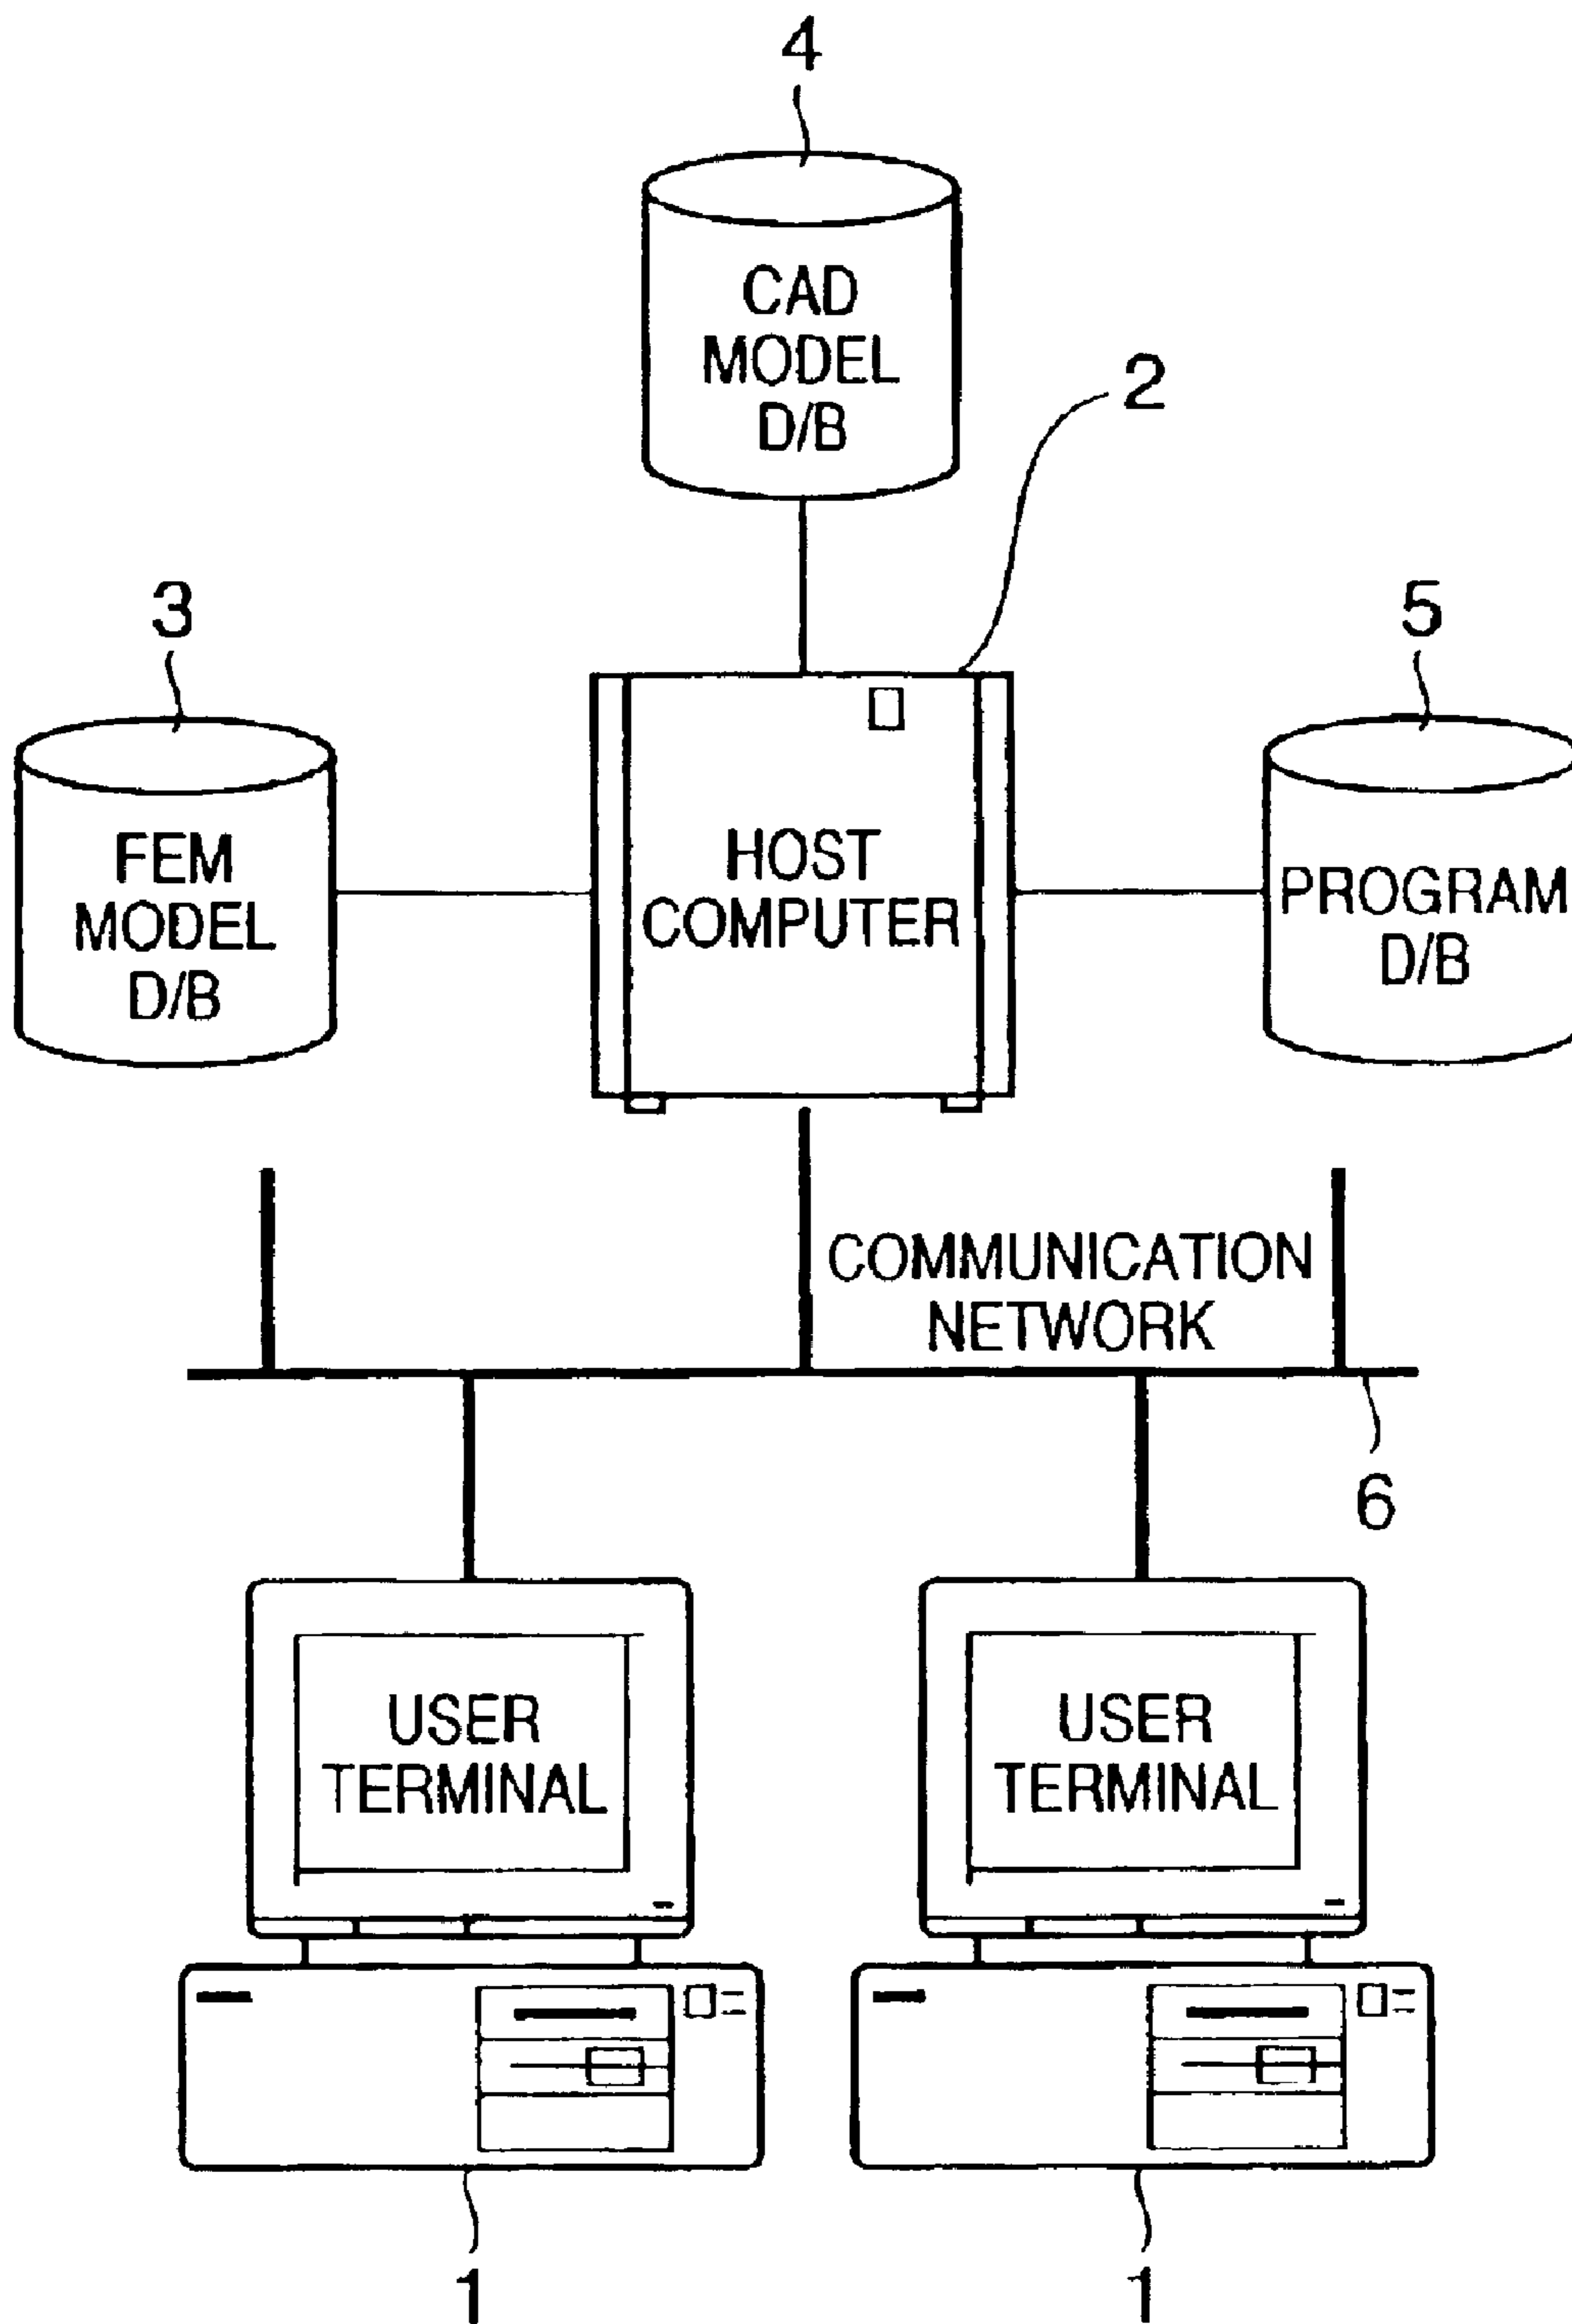 4
CAD
MODEL
D/B
2
3
5
FEM
MODEL
D/B
HOST
COMPUTER
PROGRAM
D/B
COMMUNICATION
NETWORK
6
USER
TERMINAL
USER
TERMINAL
1
1